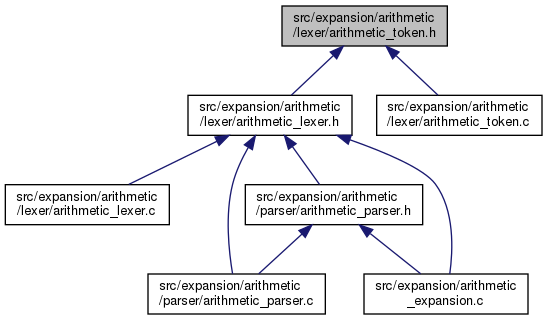 src/expansion/arithmetic
/lexer/arithmetic_token.h
src/expansion/arithmetic
/lexer/arithmetic_lexer.h
src/expansion/arithmetic
/lexer/arithmetic_token.c
src/expansion/arithmetic
/lexer/arithmetic_lexer.c
src/expansion/arithmetic
/parser/arithmetic_parser.h
src/expansion/arithmetic
/parser/arithmetic_parser.c
src/expansion/arithmetic
_expansion.c